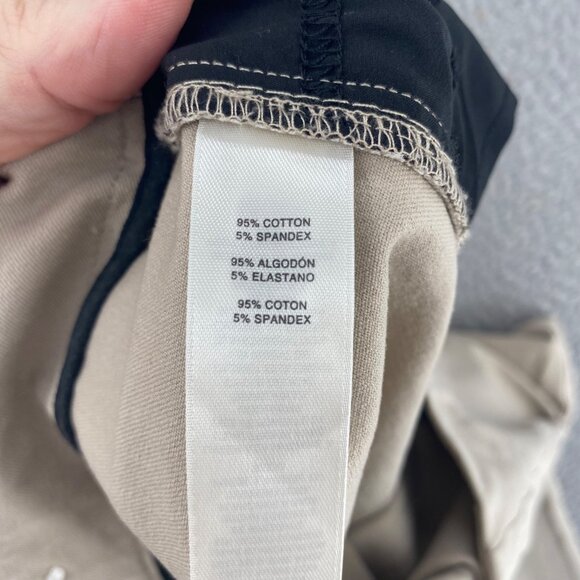 95% COTTON
5% SPANDEX
95% ALGODÓN
5% ELASTANO
95% COTON
5% SPANDEX